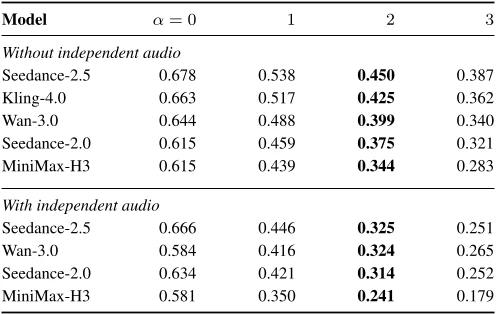 Model α = 0 1 2 3
Without independent audio
Seedance-2.5 0.678 0.538 0.450 0.387
Kling-4.0 0.663 0.517 0.425 0.362
Wan-3.0 0.644 0.488 0.399 0.340
Seedance-2.0 0.615 0.459 0.375 0.321
MiniMax-H3 0.615 0.439 0.344 0.283
With independent audio
Seedance-2.5 0.666 0.446 0.325 0.251
Wan-3.0 0.584 0.416 0.324 0.265
Seedance-2.0 0.634 0.421 0.314 0.252
MiniMax-H3 0.581 0.350 0.241 0.179